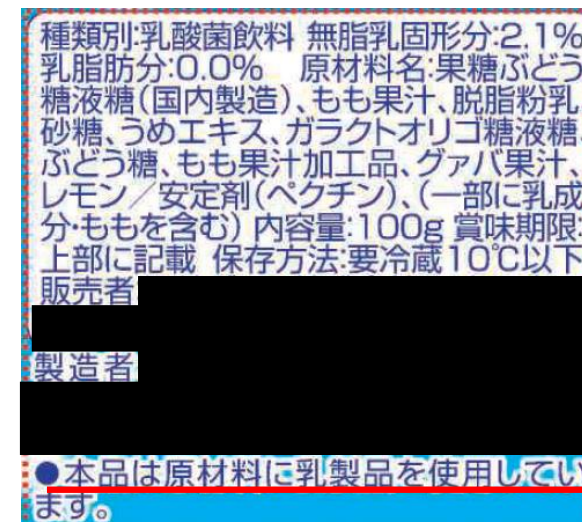 種類別:乳酸菌飲料 無脂乳固形分:2.1%
乳脂肪分:0.0% 原材料名:果糖ぶどう
糖液糖(国内製造)、もも果汁、脱脂粉乳、
砂糖、うめエキス、ガラクトオリゴ糖液糖、
ぶどう糖、もも果汁加工品、グァバ果汁、
レモン/安定剤(ペクチン)、(一部に乳成
分・ももを含む) 内容量:100g 賞味期限:
上部に記載 保存方法:要冷蔵10℃以下
販売者
製造者
●本品は原材料に乳製品を使用してい
ます。